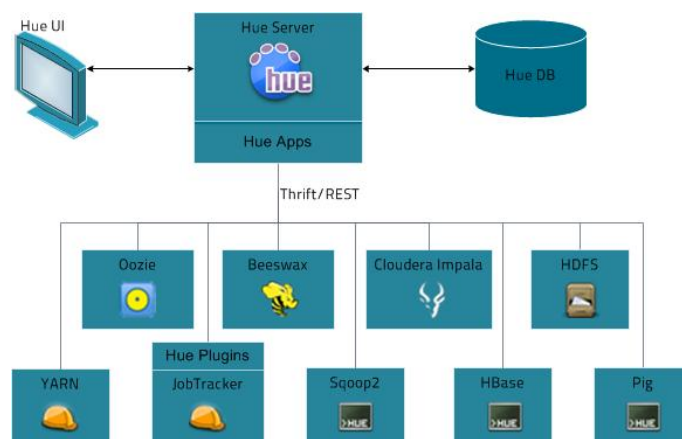 Hue UI
Hue Server
hue
Hue Apps
Hue DB
Thrift/REST
Oozie
Beeswax
Cloudera Impala
HDFS
YARN
Hue Plugins
JobTracker
Sqoop2
>HUE
HBase
>HUE
Pig
>HUE